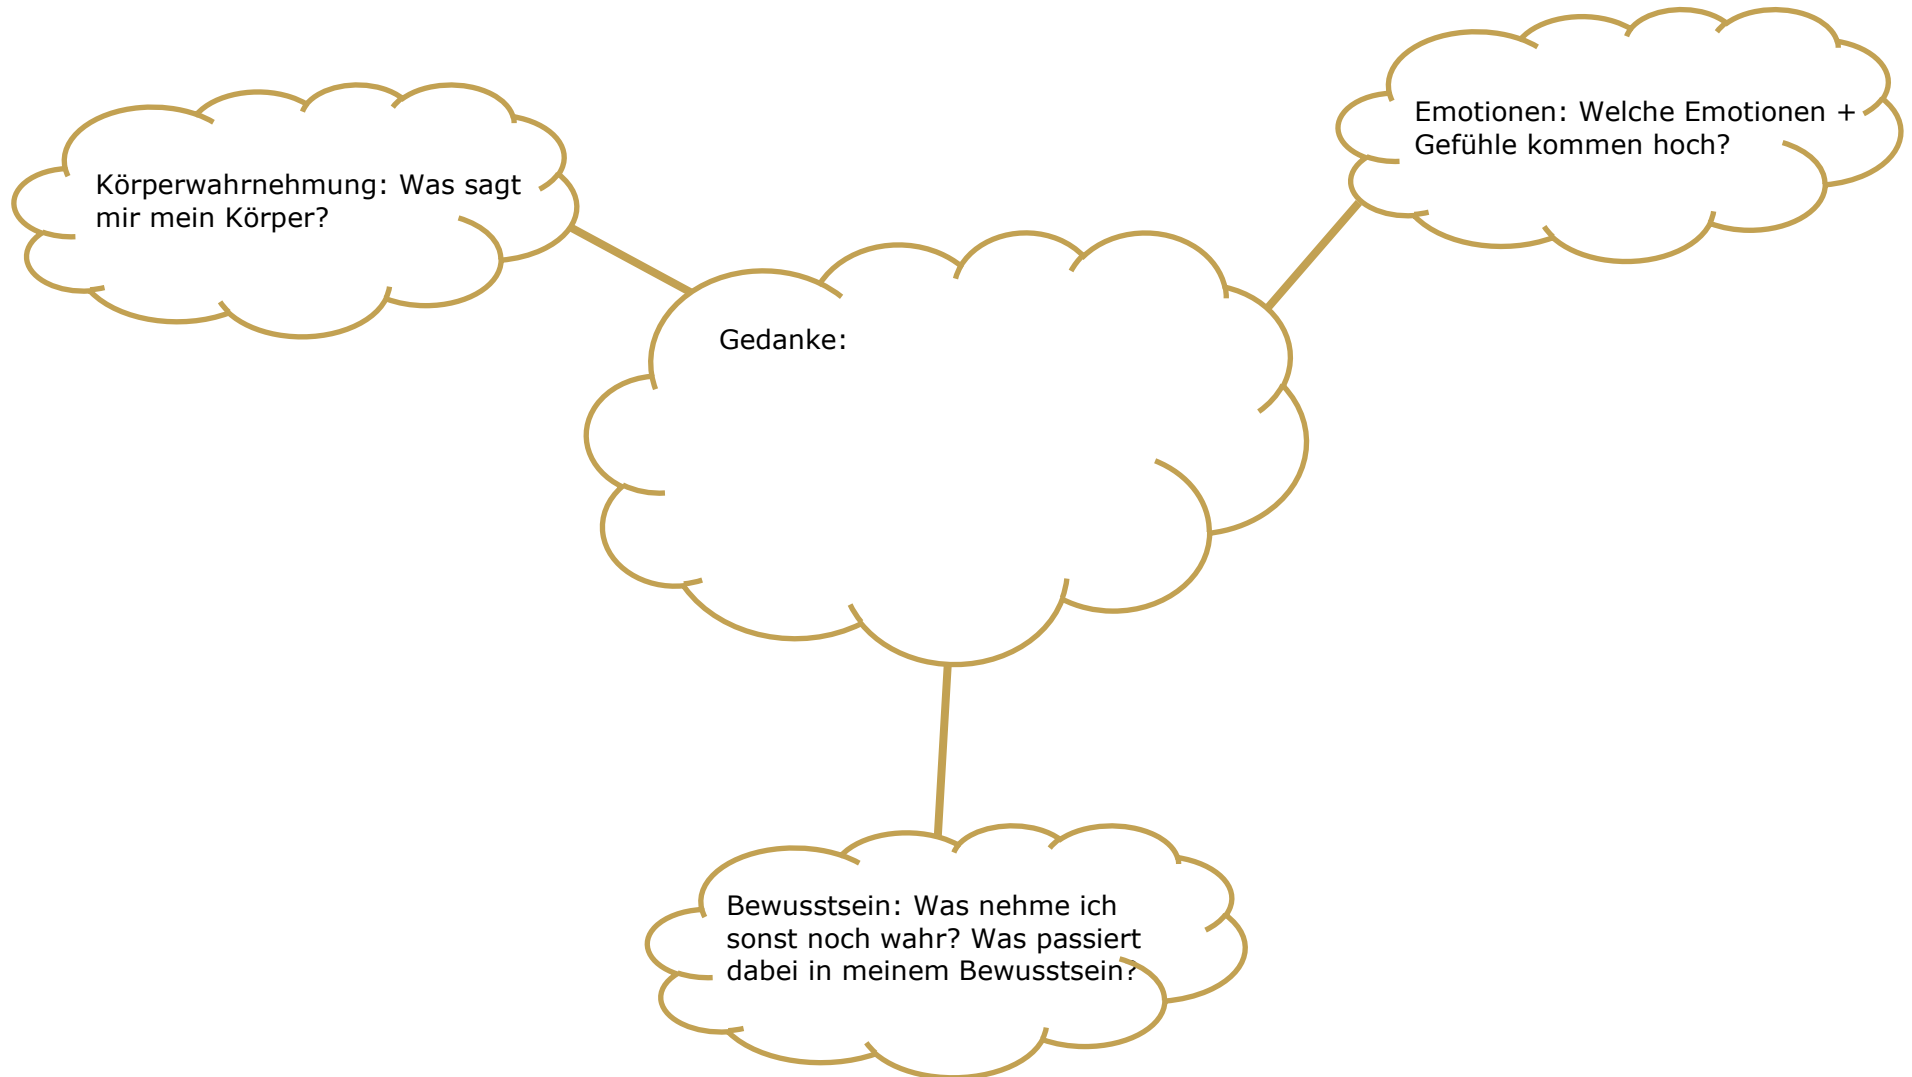 Emotionen: Welche Emotionen +
Gefühle kommen hoch?
Körperwahrnehmung: Was sagt
mir mein Körper?
Gedanke:
Bewusstsein: Was nehme ich
sonst noch wahr? Was passiert
dabei in meinem Bewusstsein?